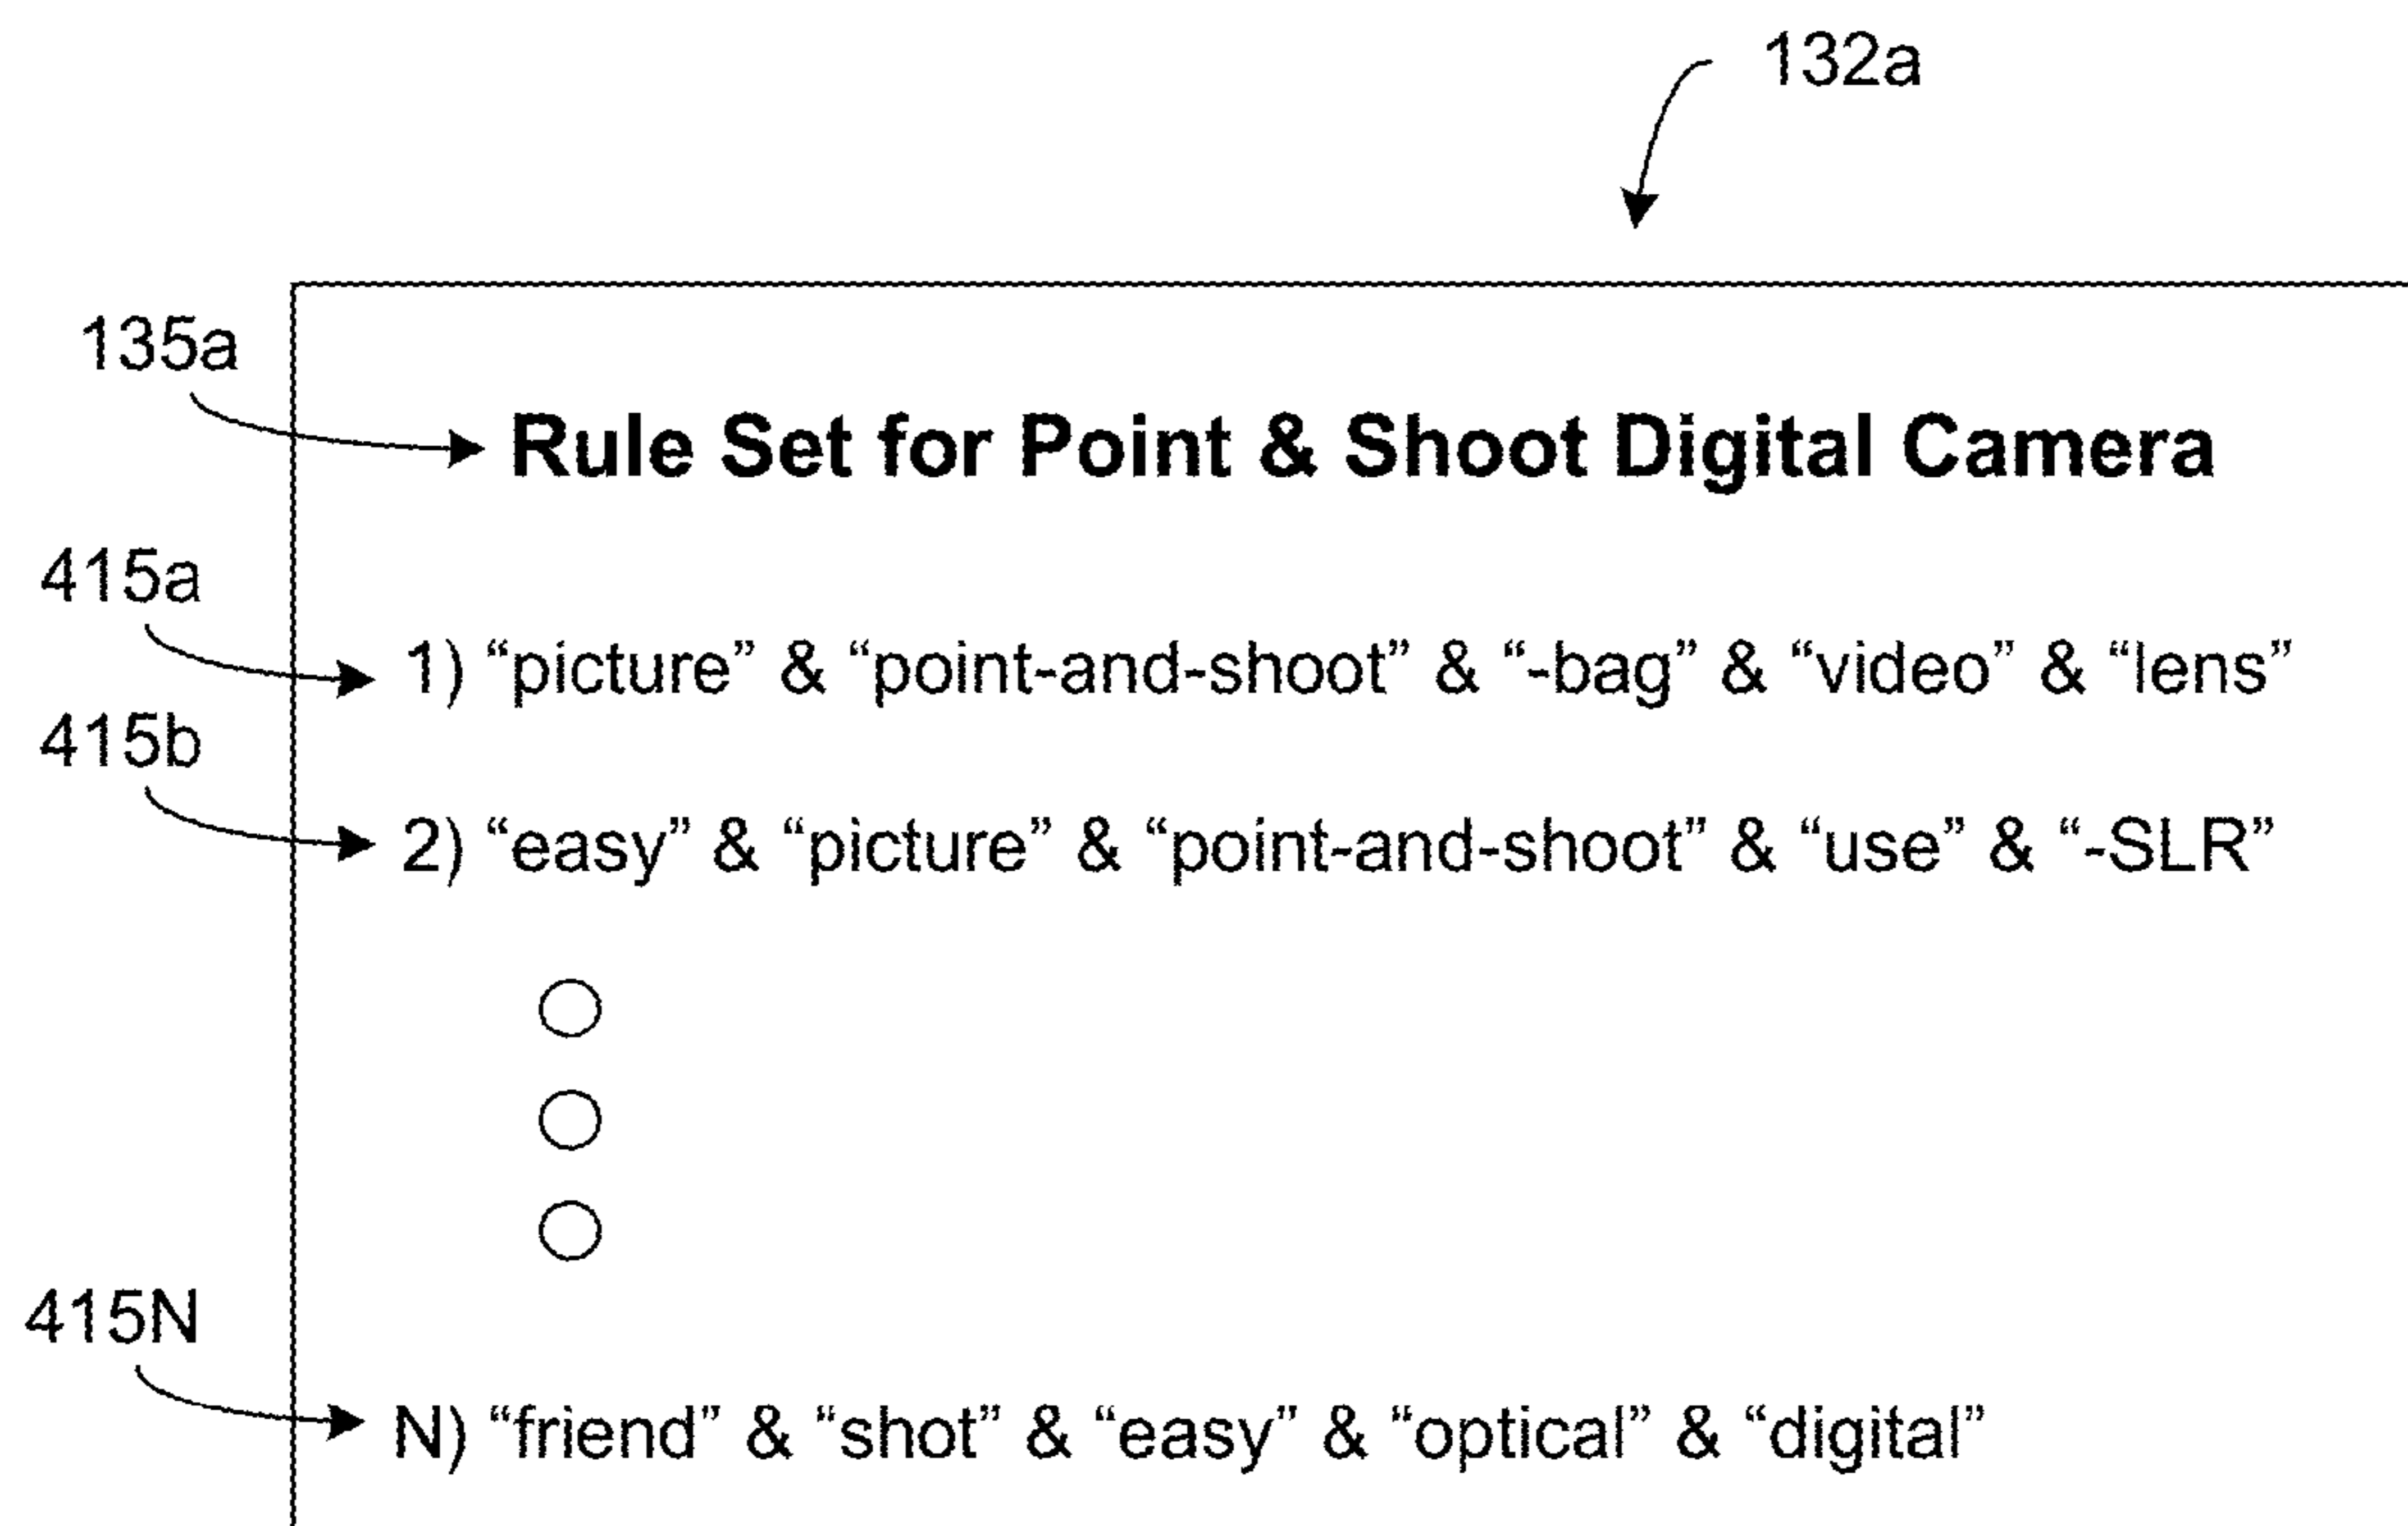 132a
135a
Rule Set for Point & Shoot Digital Camera
415a
1) “picture” & “point-and-shoot” & “-bag” & “video” & “lens”
415b
2) “easy” & “picture” & “point-and-shoot” & “use” & “-SLR”
415N
N) “friend” & “shot” & “easy” & “optical” & “digital”